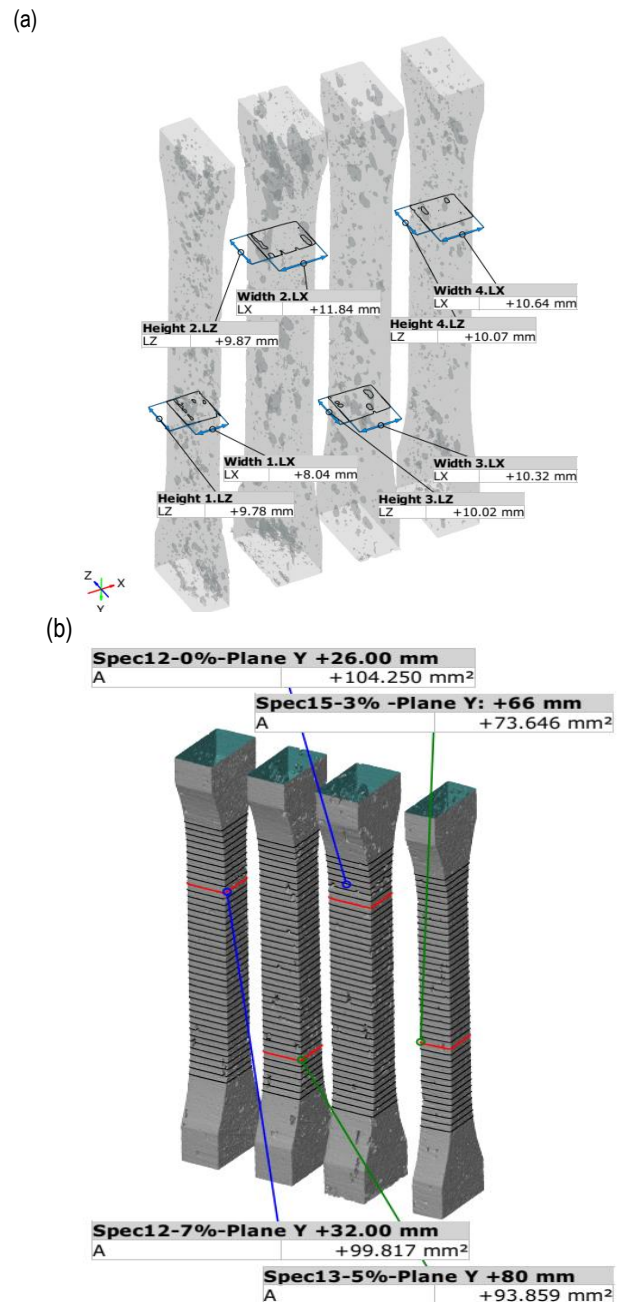 (a)
Width 4.LX
LX +10.64 mm
Width 2.LX
LX +11.84 mm
Height 2.LZ
LZ +9.87 mm
Height 4.LZ
LZ +10.07 mm
Width 1.LX
LX +8.04 mm
Width 3.LX
LX +10.32 mm
Height 1.LZ
LZ +9.78 mm
Height 3.LZ
LZ +10.02 mm
Z X
Y
(b)
Spec12-0%-Plane Y +26.00 mm
A +104.250 mm²
Spec15-3% -Plane Y: +66 mm
A +73.646 mm²
Spec12-7%-Plane Y +32.00 mm
A +99.817 mm²
Spec13-5%-Plane Y +80 mm
A +93.859 mm²